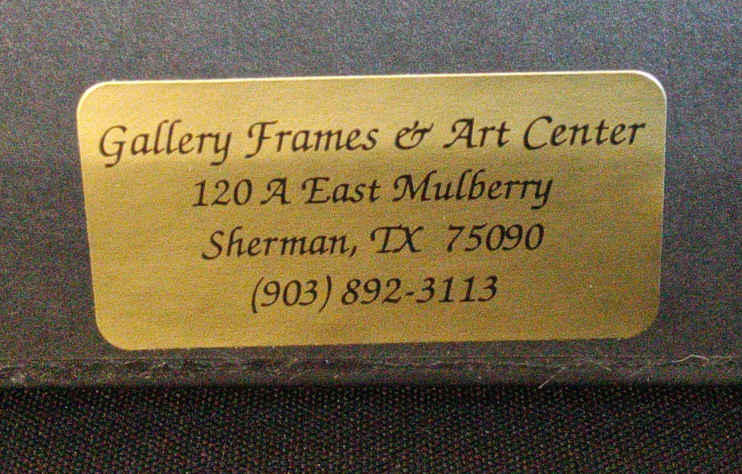 Gallery Frames & Art Center
120 A East Mulberry
Sherman, TX 75090
(903) 892-3113